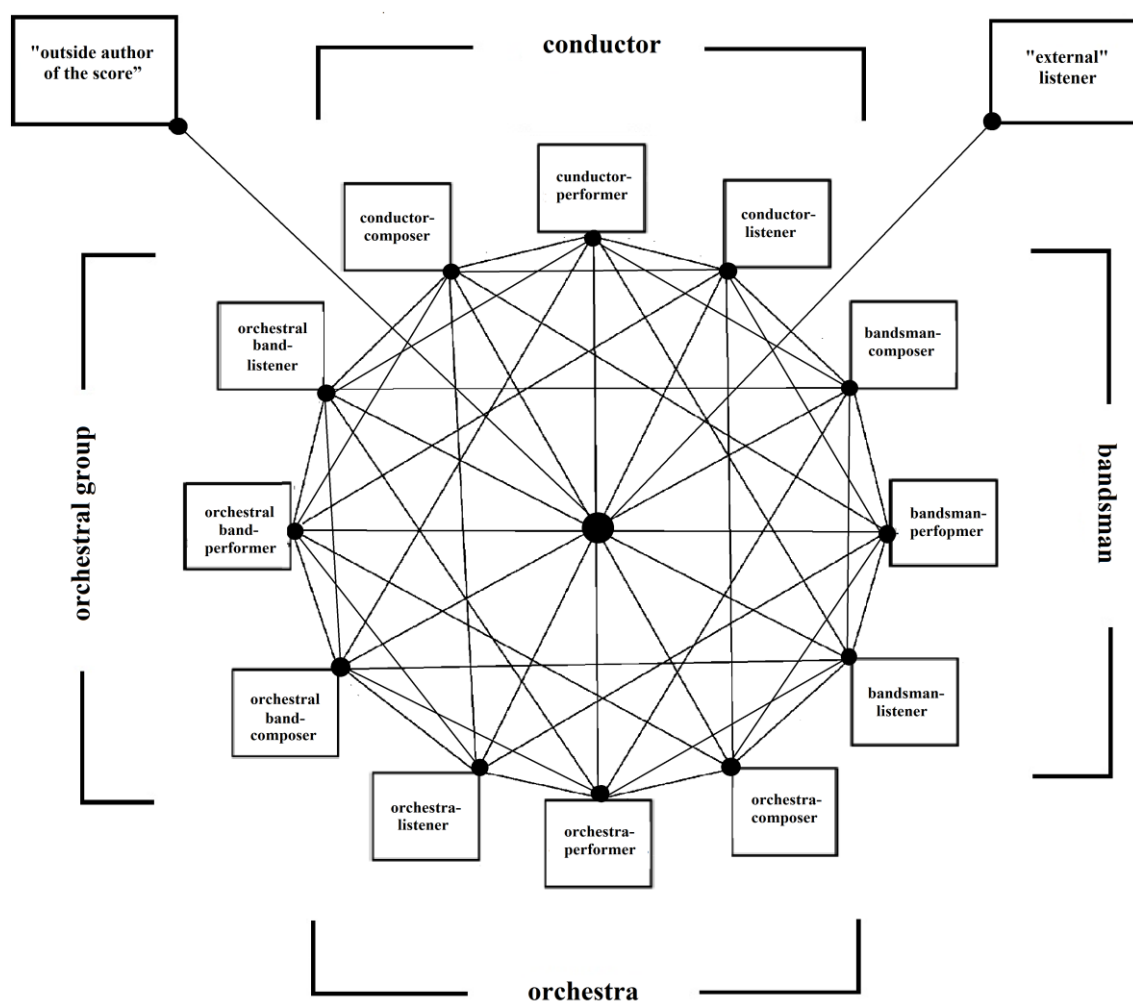 "outside author
of the score”
conductor
"external"
listener
cunductor-
performer
conductor-
composer
conductor-
listener
orchestral
band-
listener
bandsman-
composer
orchestral group
orchestral
band-
performer
bandsman-
perfopmer
bandsman
orchestral
band-
composer
bandsman-
listener
orchestra-
listener
orchestra-
performer
orchestra-
composer
orchestra